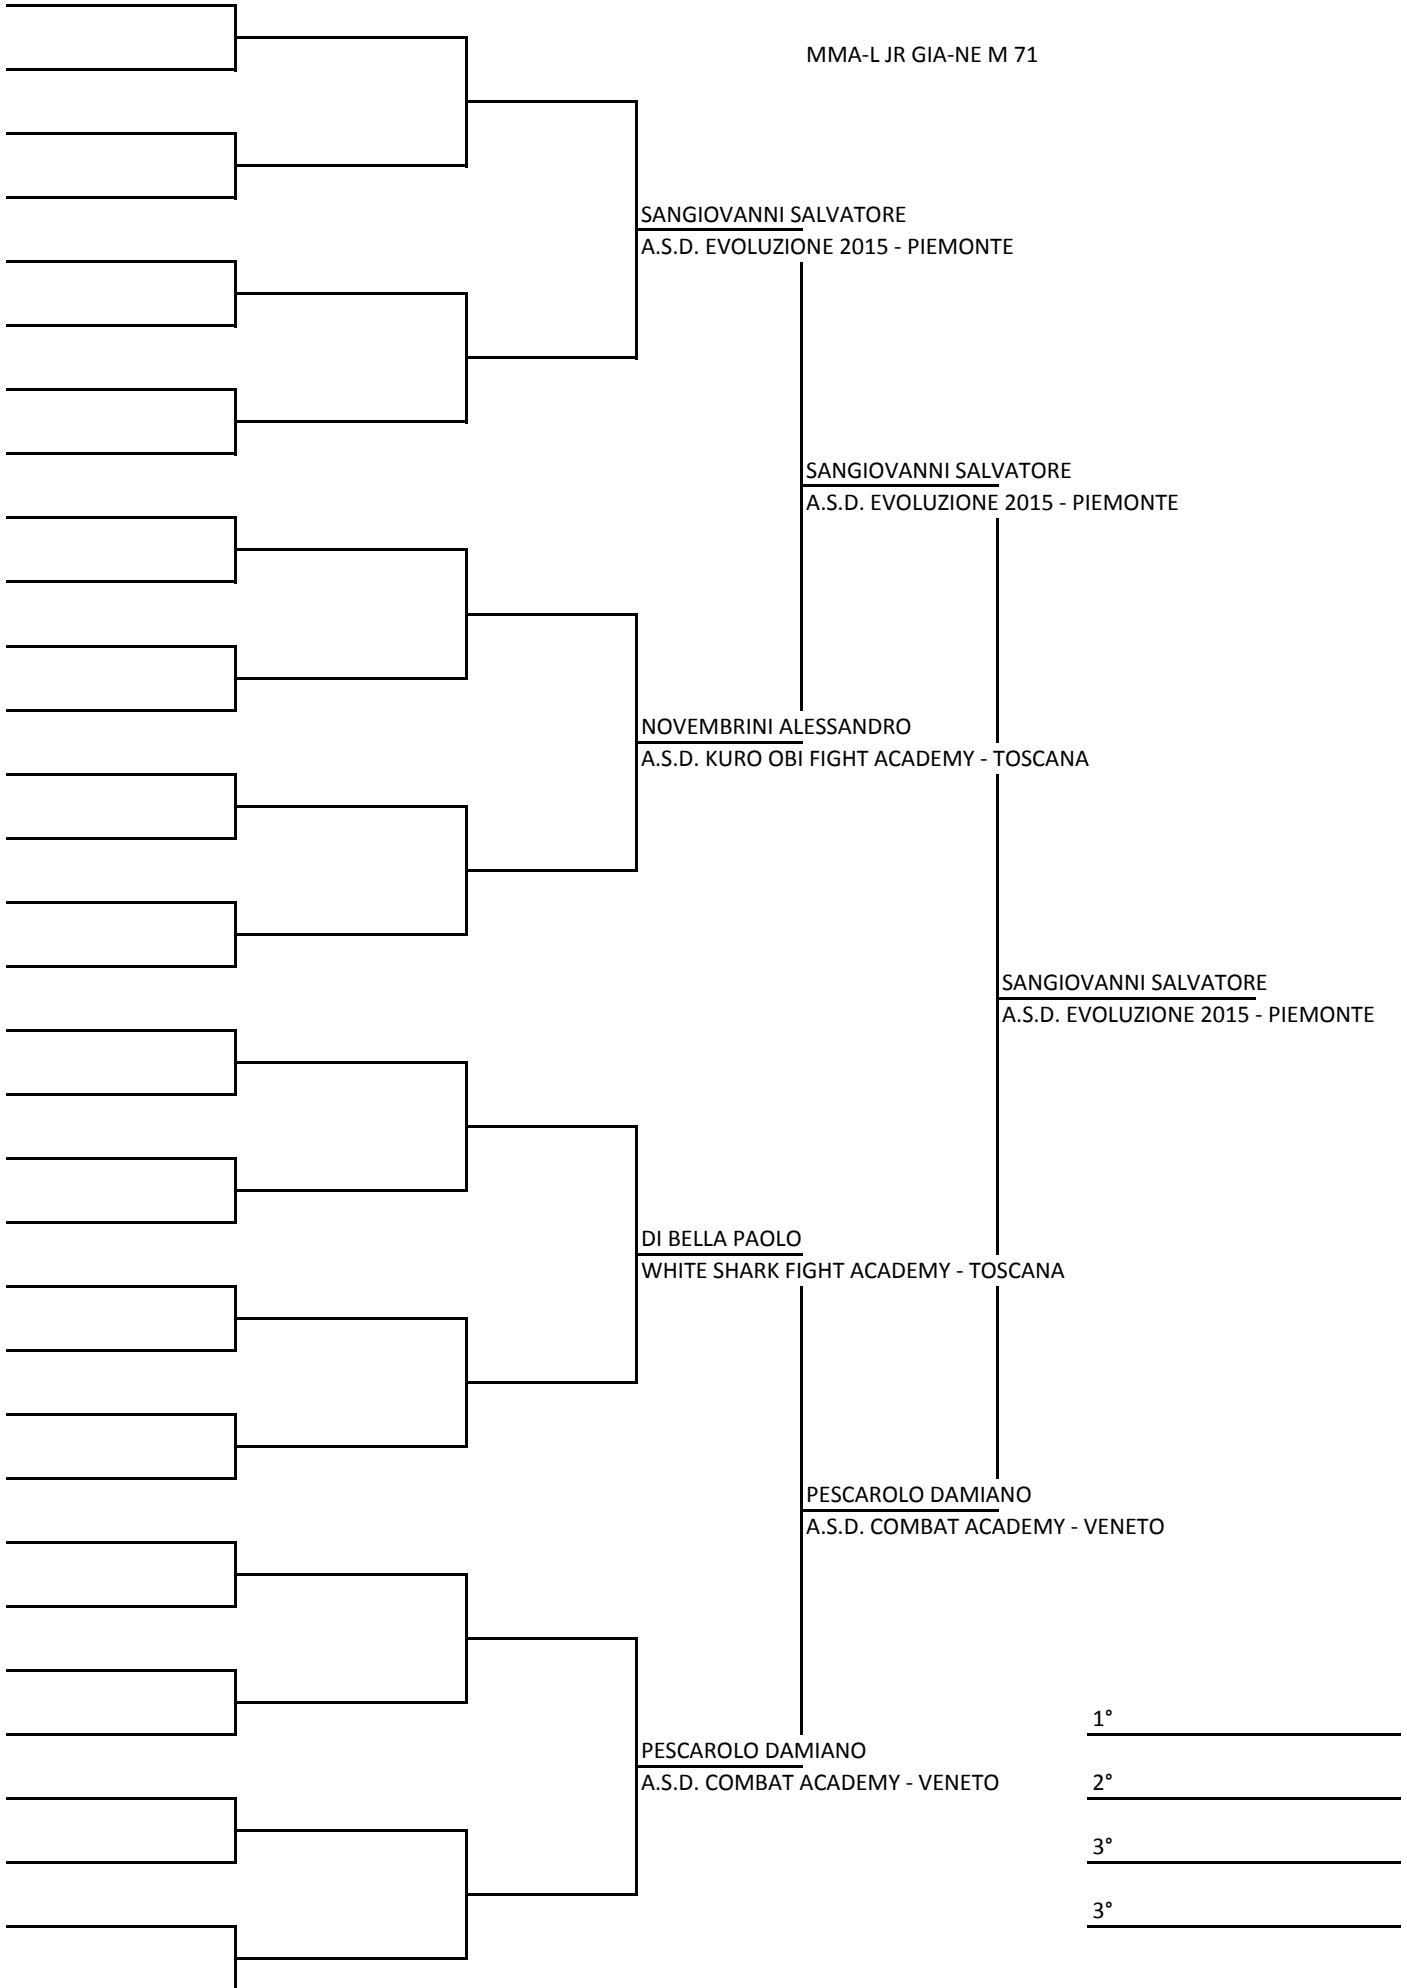 MMA-L JR GIA-NE M 71
SANGIOVANNI SALVATORE
A.S.D. EVOLUZIONE 2015 - PIEMONTE
SANGIOVANNI SALVATORE
A.S.D. EVOLUZIONE 2015 - PIEMONTE
NOVEMBRINI ALESSANDRO
A.S.D. KURO OBI FIGHT ACADEMY - TOSCANA
SANGIOVANNI SALVATORE
A.S.D. EVOLUZIONE 2015 - PIEMONTE
DI BELLA PAOLO
WHITE SHARK FIGHT ACADEMY - TOSCANA
PESCAROLO DAMIANO
A.S.D. COMBAT ACADEMY - VENETO
1°
PESCAROLO DAMIANO
A.S.D. COMBAT ACADEMY - VENETO
2°
3°
3°